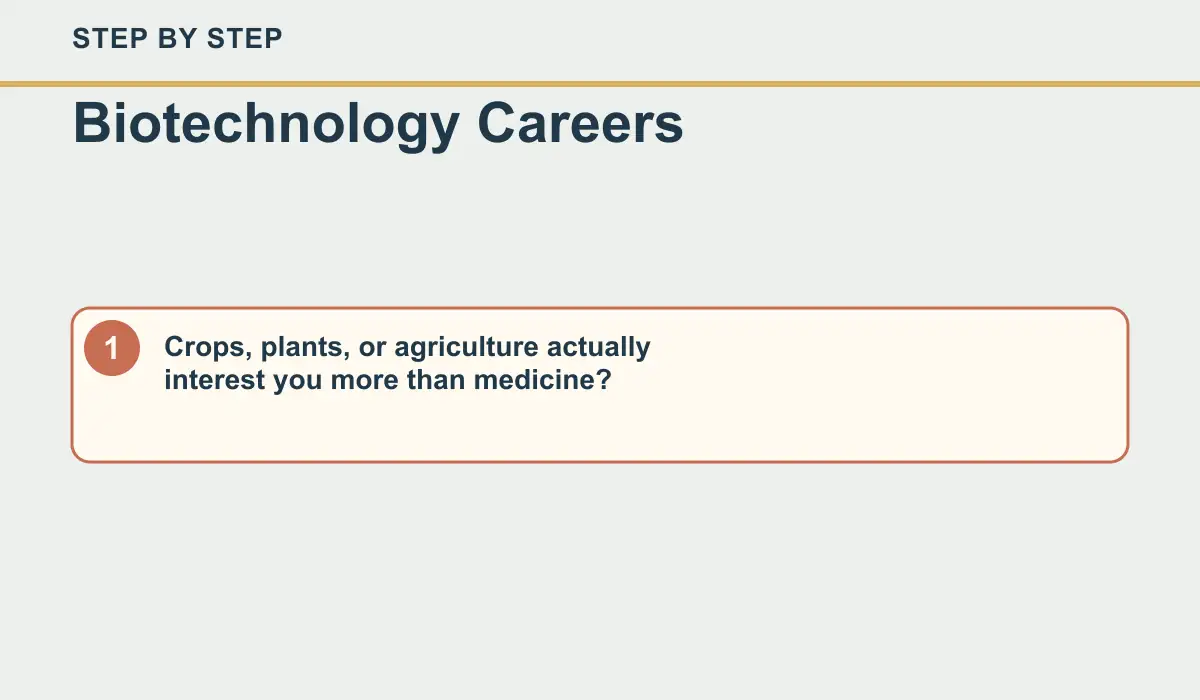 STEP BY STEP
Biotechnology Careers
1
Crops, plants, or agriculture actually
interest you more than medicine?